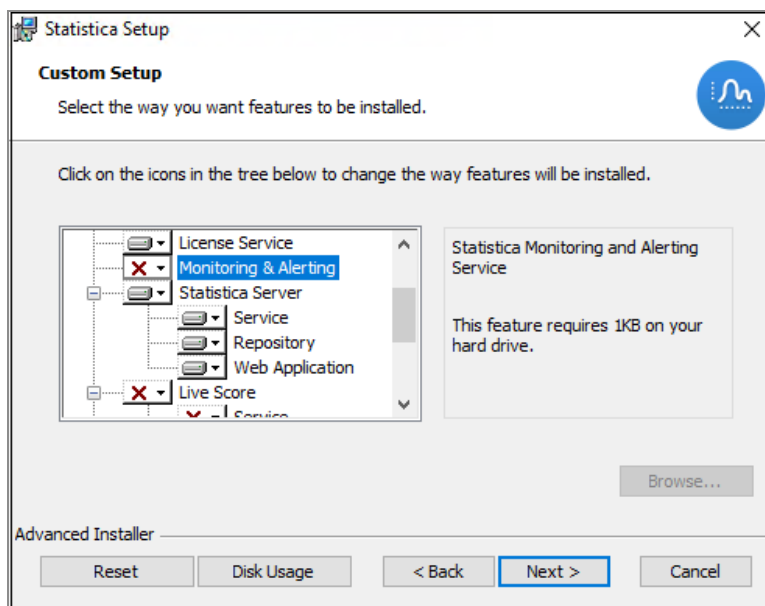 Statistica Setup
Custom Setup
Select the way you want features to be installed.
Click on the icons in the tree below to change the way features will be installed.
License Service
Monitoring & Alerting
Statistica Server
Service
Repository
Web Application
Live Score
Service
Statistica Monitoring and Alerting
Service
This feature requires 1KB on your
hard drive.
Browse...
Advanced Installer
Reset
Disk Usage
< Back
Next >
Cancel